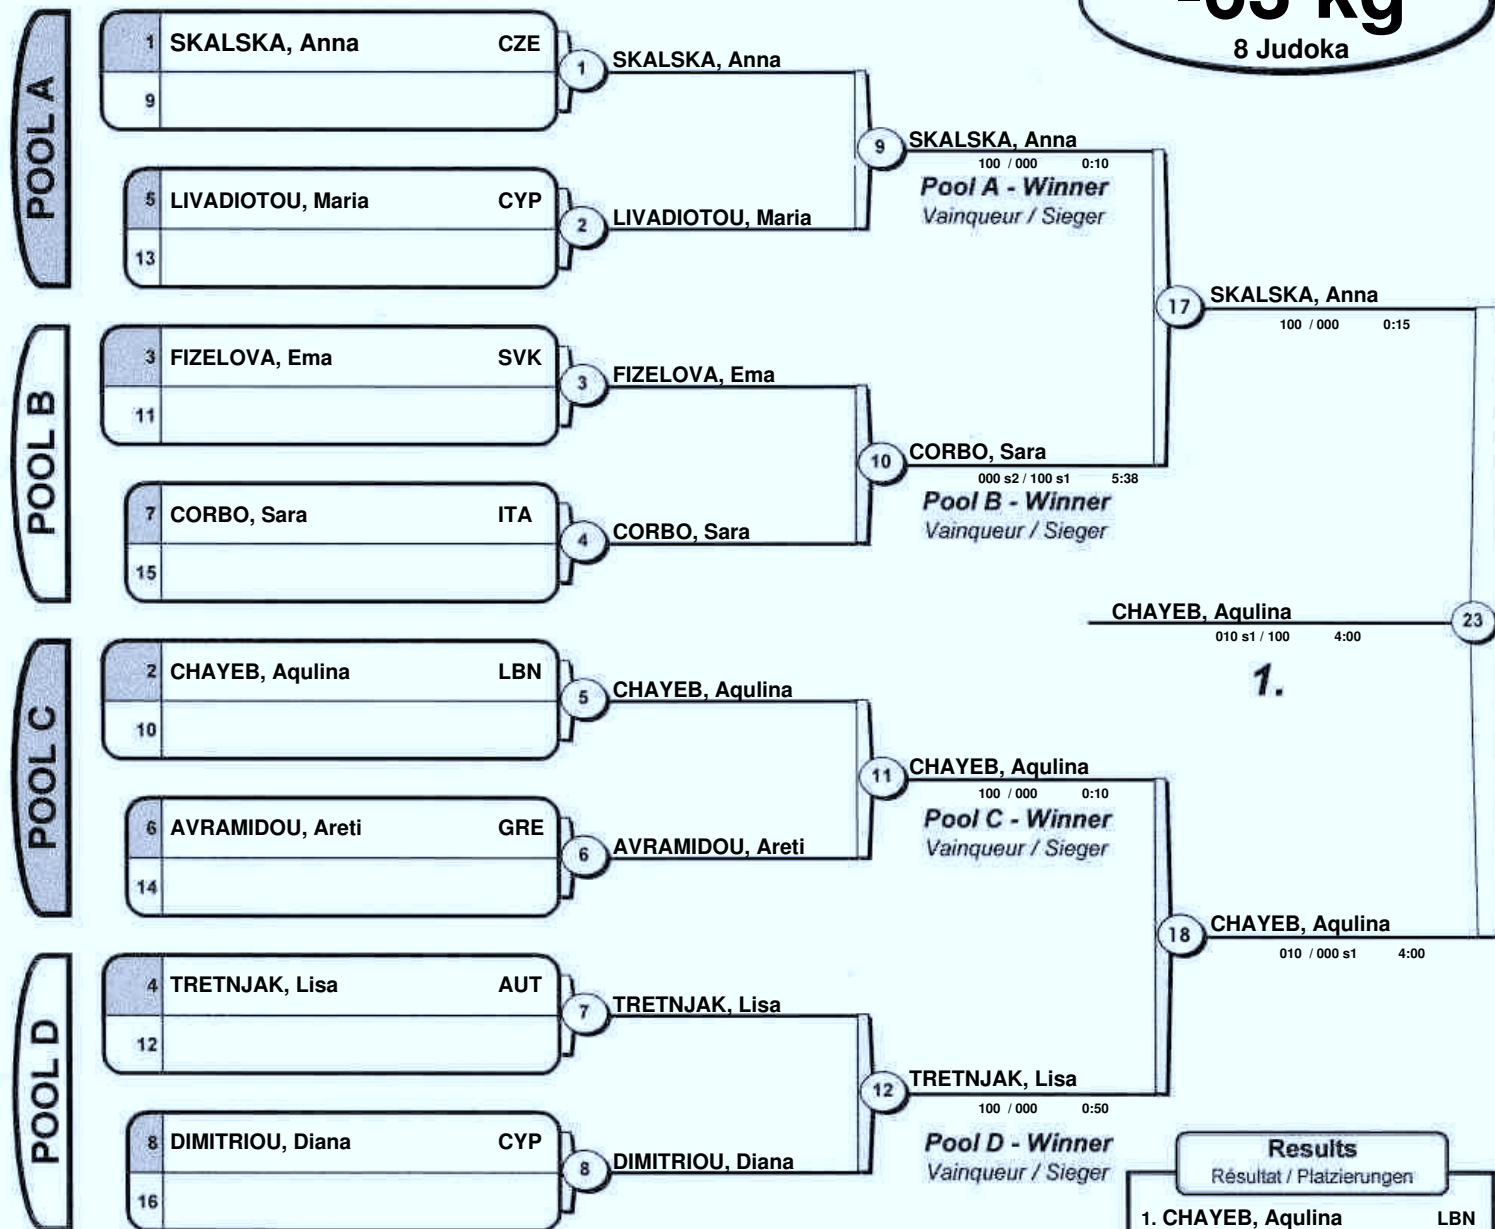 -63 kg
8 Judoka
POOL A
1 SKALSKA, Anna CZE
9
1 SKALSKA, Anna
5 LIVADIOTOU, Maria CYP
13
2 LIVADIOTOU, Maria
9 SKALSKA, Anna
100 / 000 0:10
Pool A - Winner
Vainqueur / Sieger
POOL B
3 FIZELOVA, Ema SVK
11
3 FIZELOVA, Ema
7 CORBO, Sara ITA
15
4 CORBO, Sara
10 CORBO, Sara
000 s2 / 100 s1 5:38
Pool B - Winner
Vainqueur / Sieger
17 SKALSKA, Anna
100 / 000 0:15
CHAYEB, Aqulina 23
010 s1 / 100 4:00
1.
POOL C
2 CHAYEB, Aqulina LBN
10
5 CHAYEB, Aqulina
6 AVRAMIDOU, Areti GRE
14
6 AVRAMIDOU, Areti
11 CHAYEB, Aqulina
100 / 000 0:10
Pool C - Winner
Vainqueur / Sieger
18 CHAYEB, Aqulina
010 / 000 s1 4:00
POOL D
4 TRETNJAK, Lisa AUT
12
7 TRETNJAK, Lisa
8 DIMITRIOU, Diana CYP
16
8 DIMITRIOU, Diana
12 TRETNJAK, Lisa
100 / 000 0:50
Pool D - Winner
Vainqueur / Sieger
Results
Résultat / Platzierungen
1. CHAYEB, Aqulina LBN